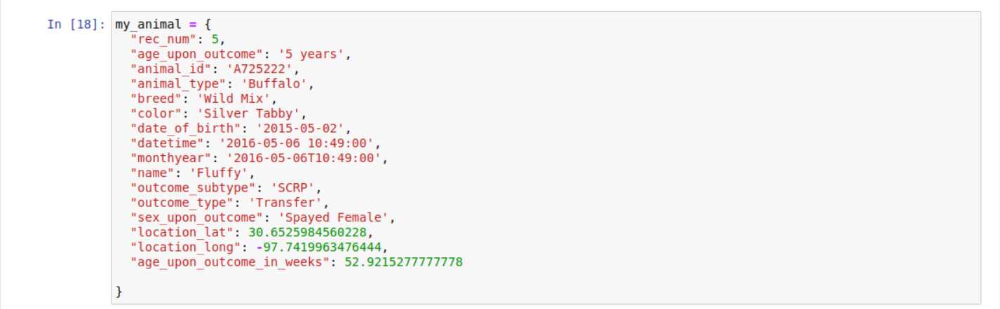 In [18]: my_animal = {
"rec_num": 5,
"age_upon_outcome": '5 years',
"animal_id": 'A725222',
"animal_type": 'Buffalo',
"breed": 'Wild Mix',
"color": 'Silver Tabby',
"date_of_birth": '2015-05-02',
"datetime": '2016-05-06 10:49:00',
"monthyear": '2016-05-06T10:49:00',
"name": 'Fluffy',
"outcome_subtype": 'SCRP',
"outcome_type": 'Transfer',
"sex_upon_outcome": 'Spayed Female',
"location_lat": 30.6525984560228,
"location_long": -97.7419963476444,
"age_upon_outcome_in_weeks": 52.9215277777778
}